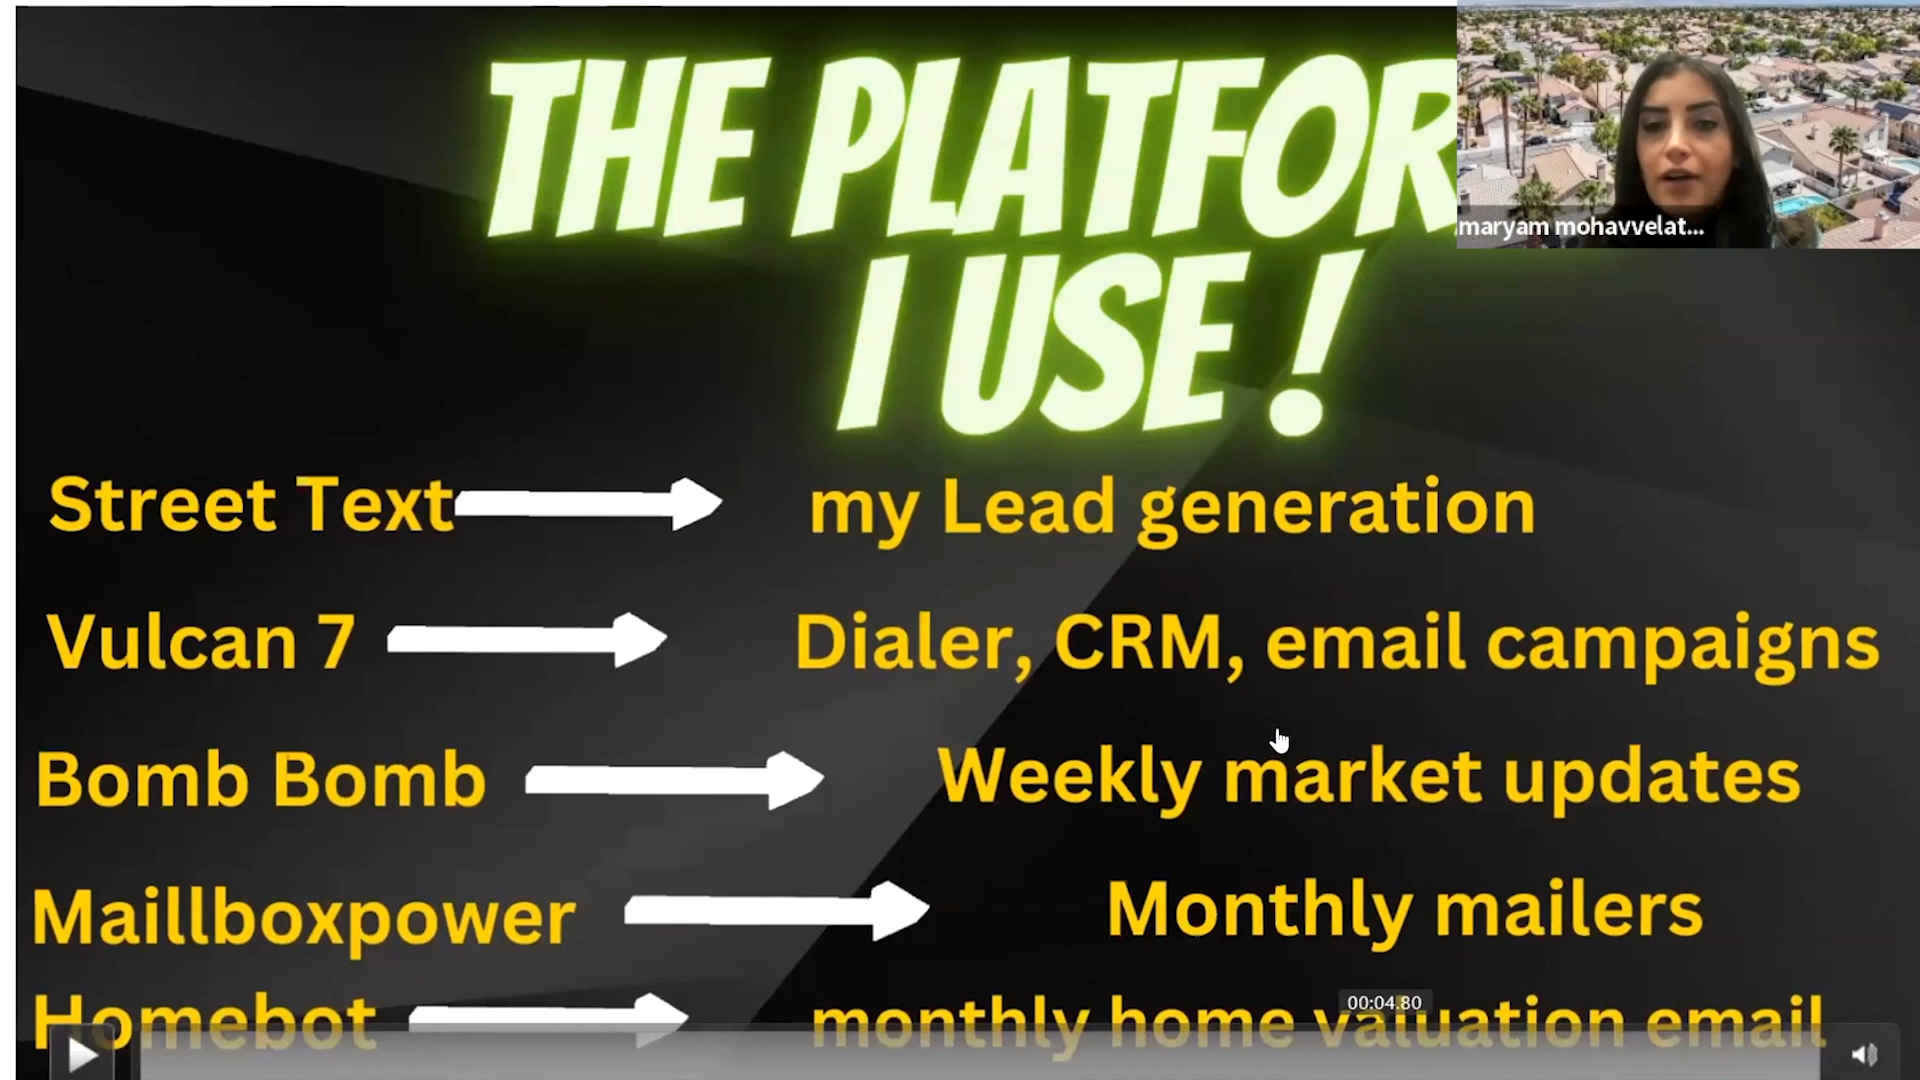 THE PLATFOR
I USE !
maryam mohavvelat...
Street Text my Lead generation
Vulcan 7 Dialer, CRM, email campaigns
Bomb Bomb Weekly market updates
Maillboxpower Monthly mailers
Homebot monthly home valuation email
00:04.80